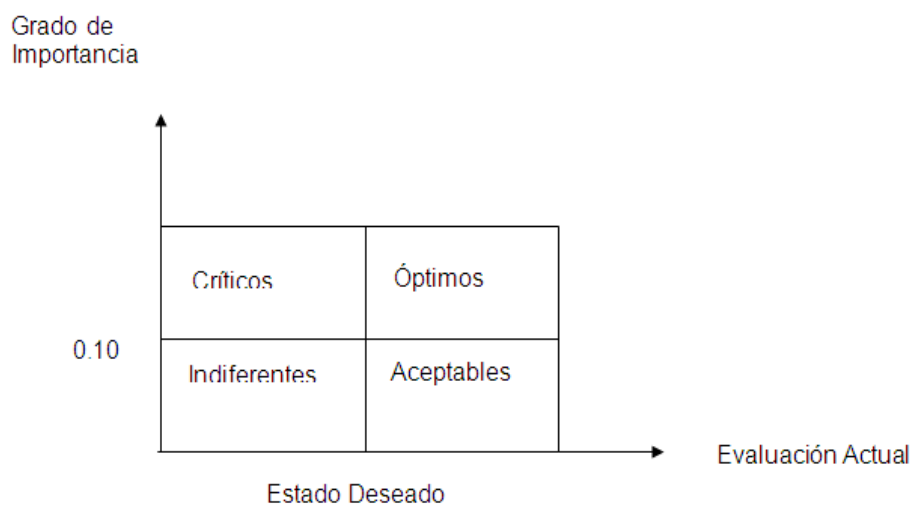 Grado de
Importancia
Críticos
Óptimos
0.10
Indiferentes
Aceptables
Evaluación Actual
Estado Deseado